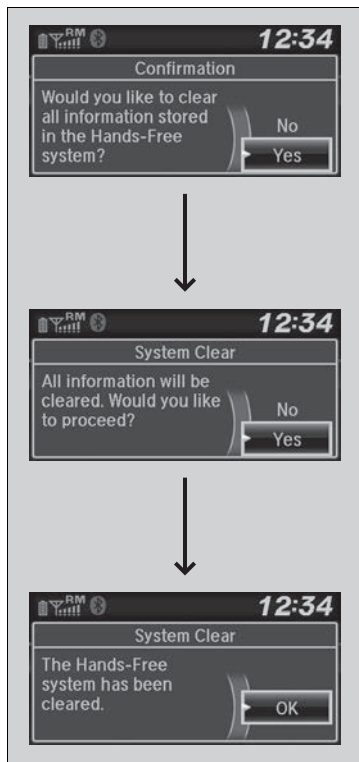 RM 12:34
Confirmation
Would you like to clear
all information stored
in the Hands-Free
system?
No
Yes
RM 12:34
System Clear
All information will be
cleared. Would you like
to proceed?
No
Yes
RM 12:34
System Clear
The Hands-Free
system has been
cleared.
OK